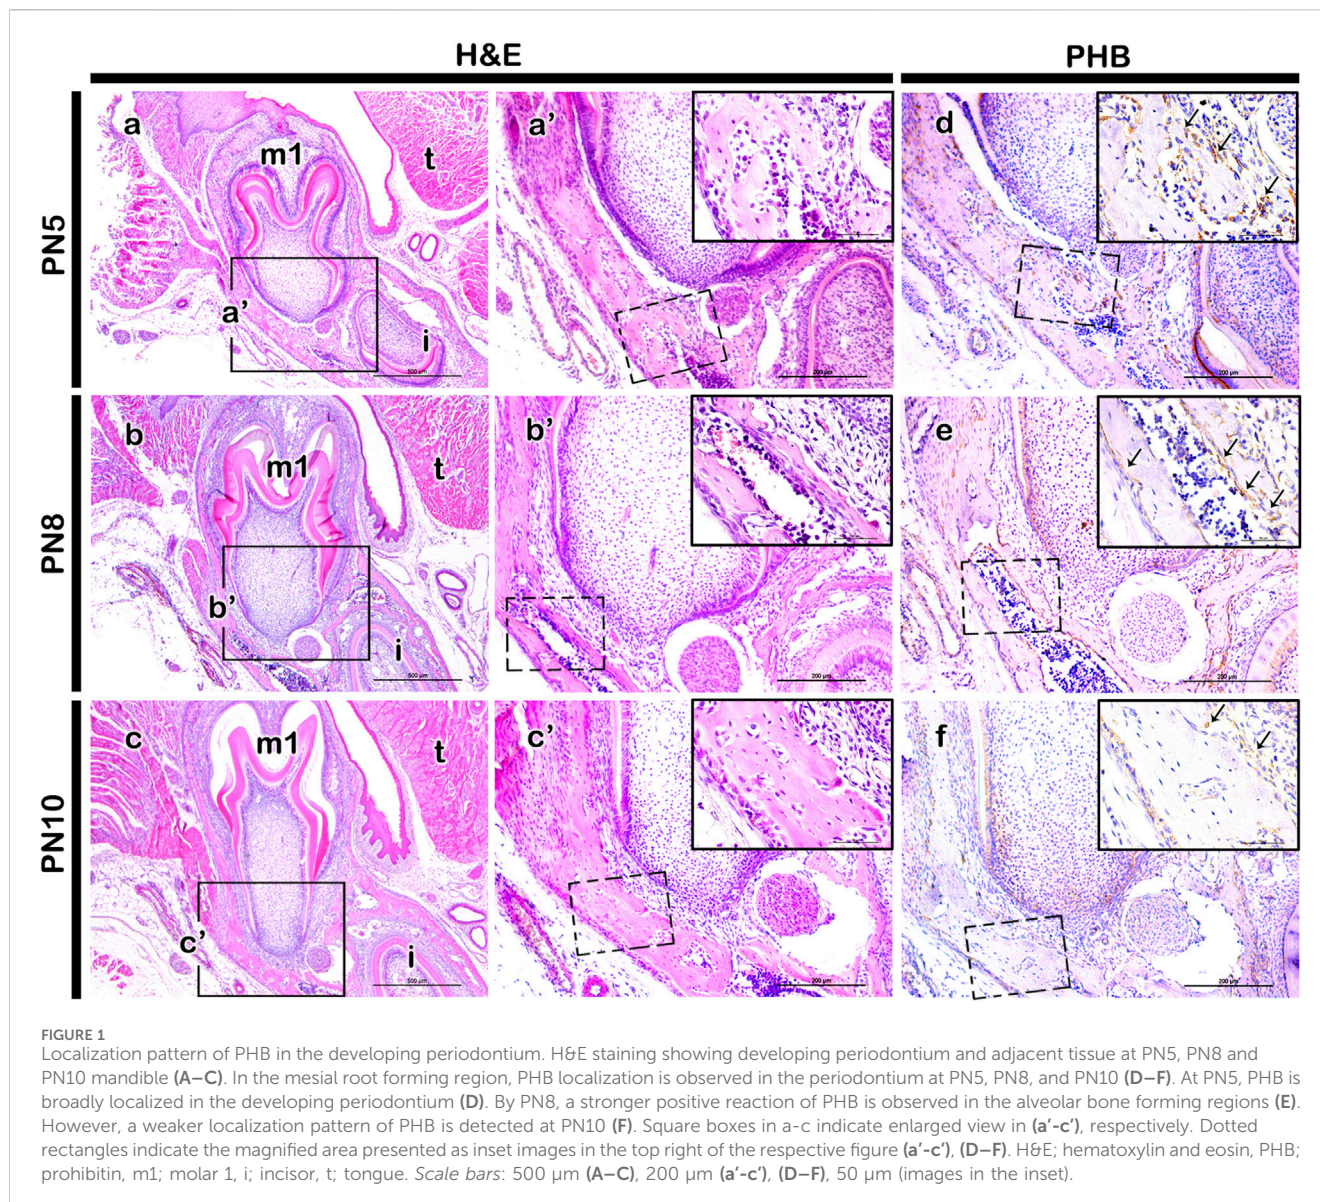 H&E
PHB
PN5
a
m1
t
a’
i
500 µm
a’
200 µm
d
200 µm
PN8
b
m1
t
b’
i
500 µm
b’
200 µm
e
200 µm
PN10
c
m1
t
c’
i
500 µm
c’
200 µm
f
200 µm
FIGURE 1
Localization pattern of PHB in the developing periodontium. H&E staining showing developing periodontium and adjacent tissue at PN5, PN8 and
PN10 mandible (A–C). In the mesial root forming region, PHB localization is observed in the periodontium at PN5, PN8, and PN10 (D–F). At PN5, PHB is
broadly localized in the developing periodontium (D). By PN8, a stronger positive reaction of PHB is observed in the alveolar bone forming regions (E).
However, a weaker localization pattern of PHB is detected at PN10 (F). Square boxes in a-c indicate enlarged view in (a’-c’), respectively. Dotted
rectangles indicate the magnified area presented as inset images in the top right of the respective figure (a’-c’), (D–F). H&E; hematoxylin and eosin, PHB;
prohibitin, m1; molar 1, i; incisor, t; tongue. Scale bars: 500 µm (A–C), 200 µm (a’-c’), (D–F), 50 µm (images in the inset).